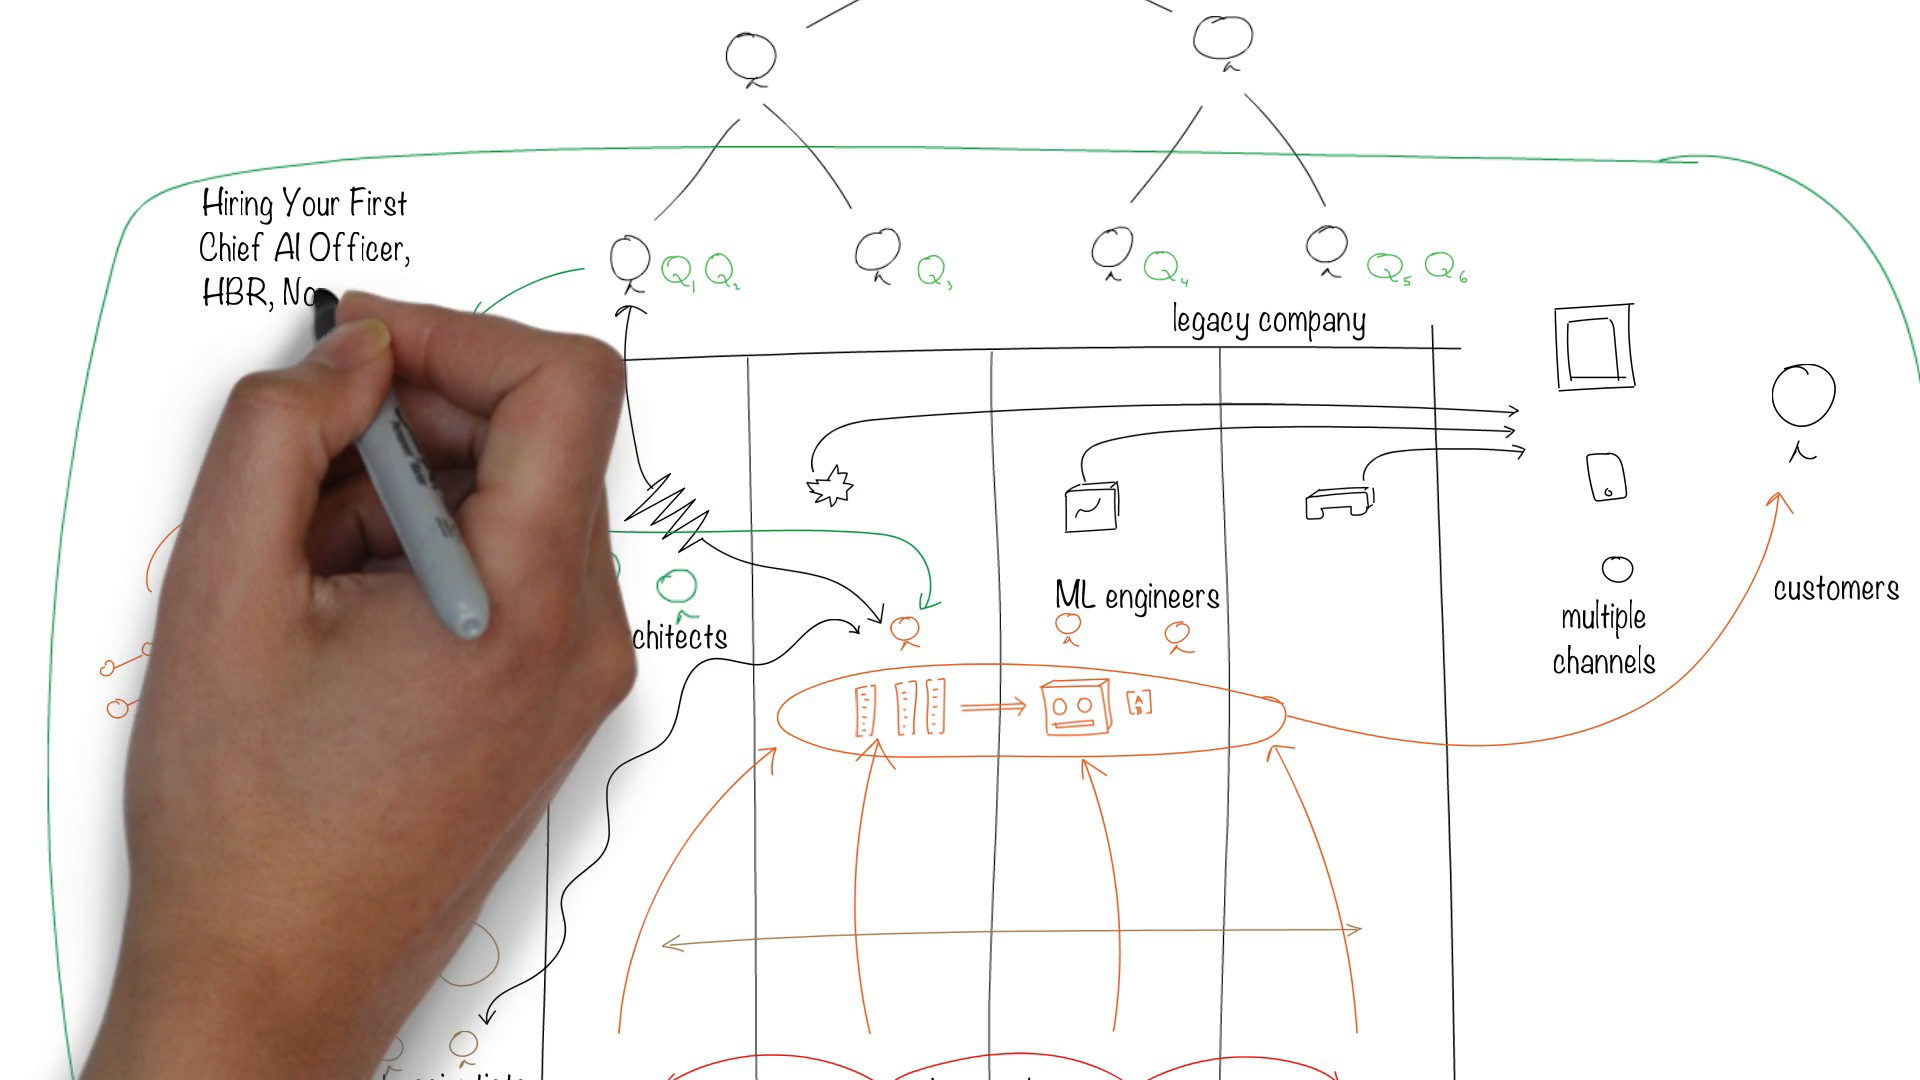 Hiring Your First
Chief AI Officer,
HBR, No
Q1 Q2
Q3
Q4
Q5 Q6
legacy company
ML engineers
chitects
A
B
multiple
channels
customers